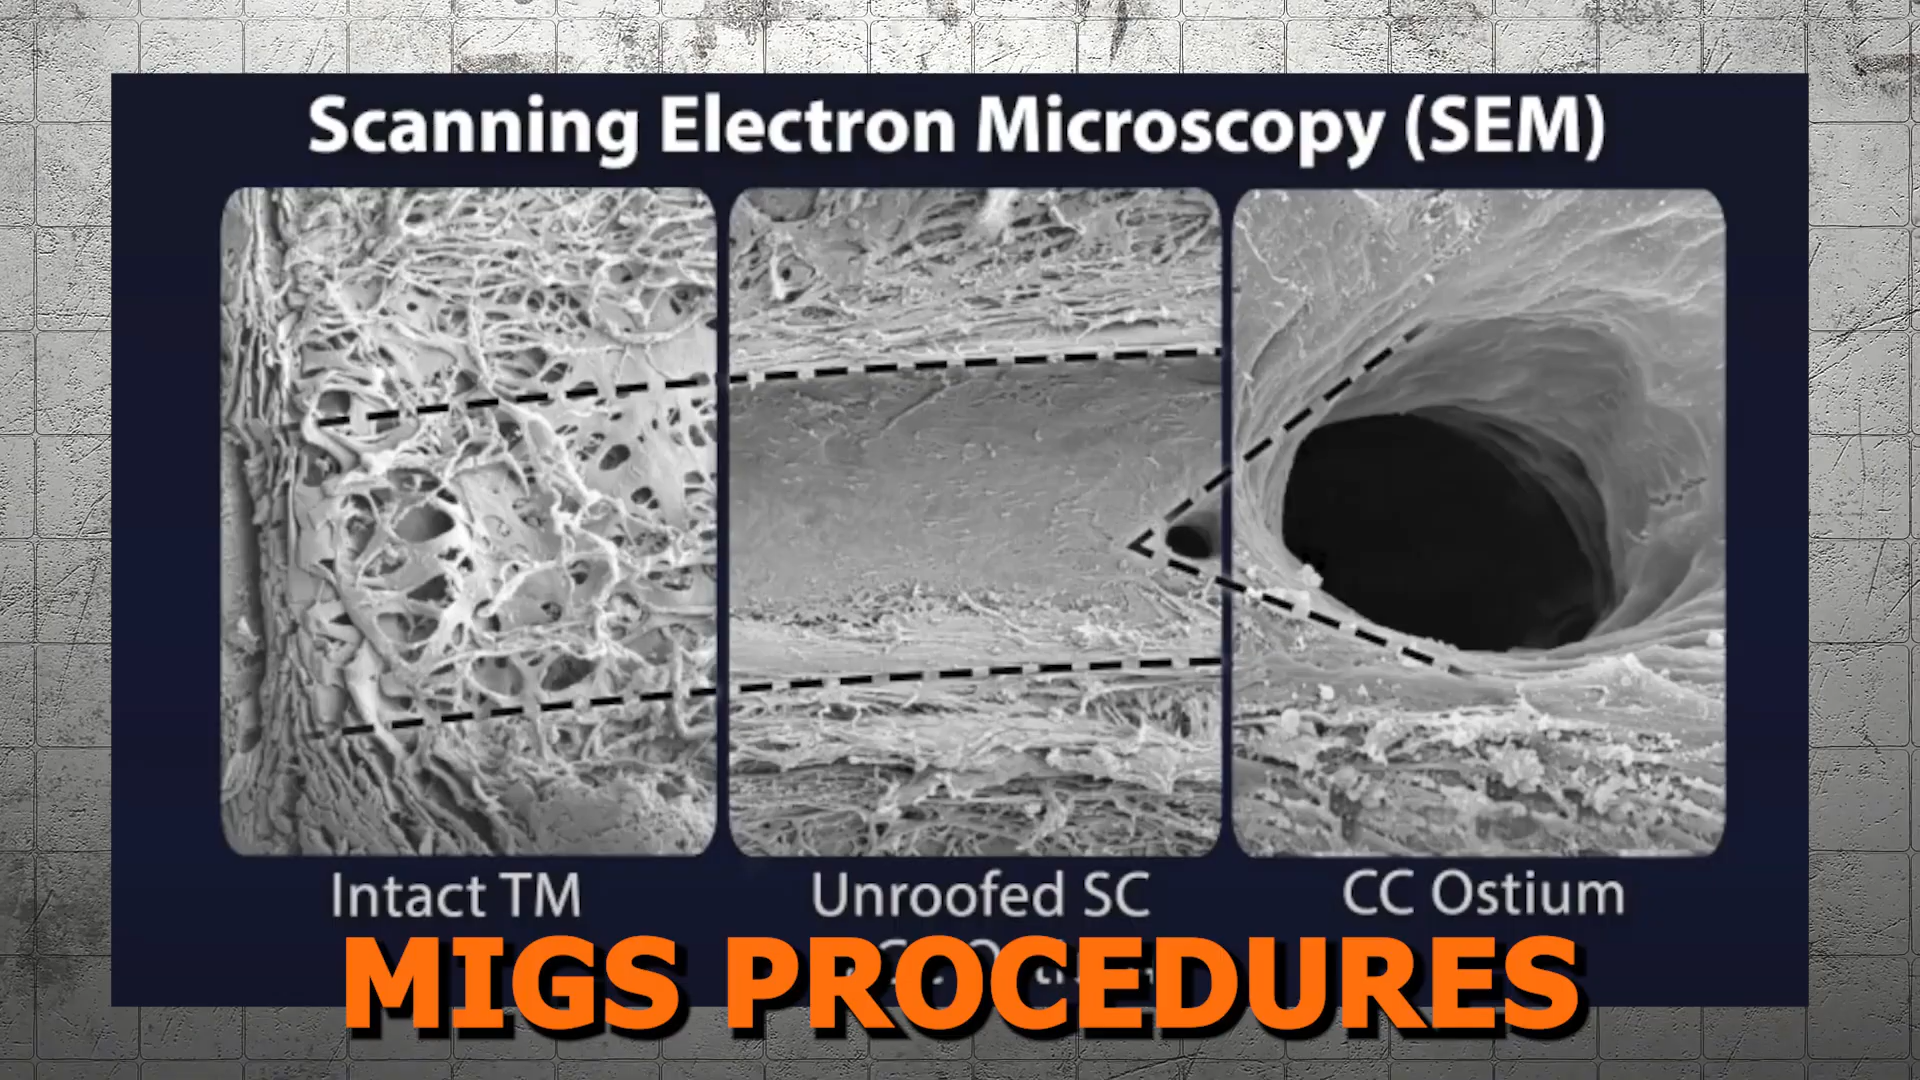 Scanning Electron Microscopy (SEM)
Intact TM
Unroofed SC
CC Ostium
MIGS PROCEDURES